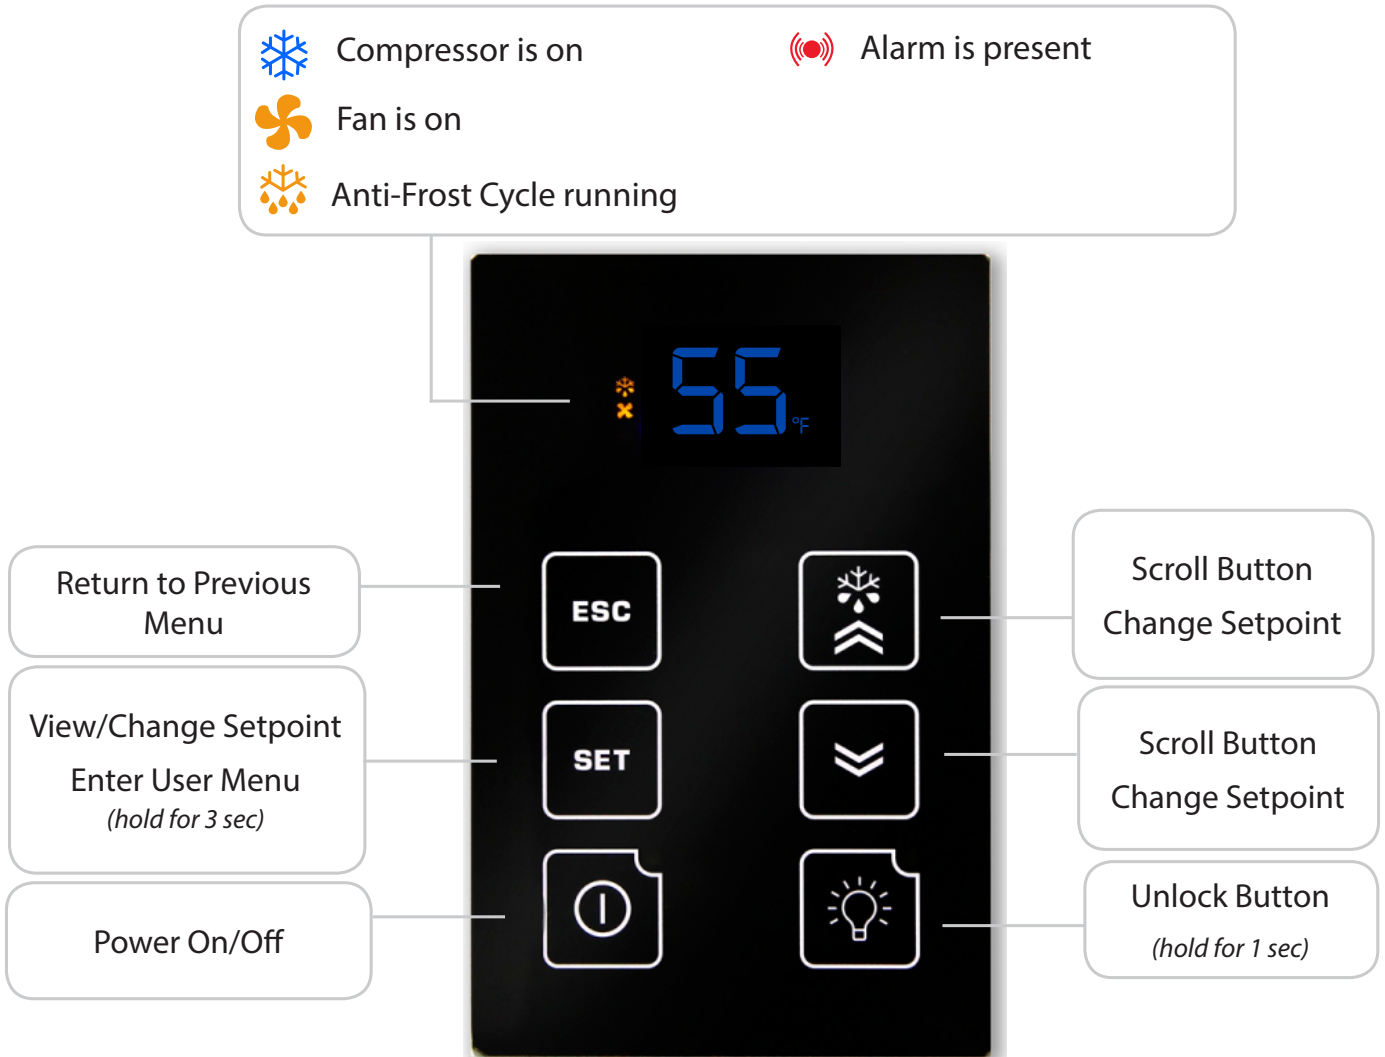 Compressor is on
Alarm is present
Fan is on
Anti-Frost Cycle running
55 °F
Return to Previous
Menu
ESC
Scroll Button
Change Setpoint
View/Change Setpoint
Enter User Menu
(hold for 3 sec)
SET
Scroll Button
Change Setpoint
Power On/Off
Unlock Button
(hold for 1 sec)